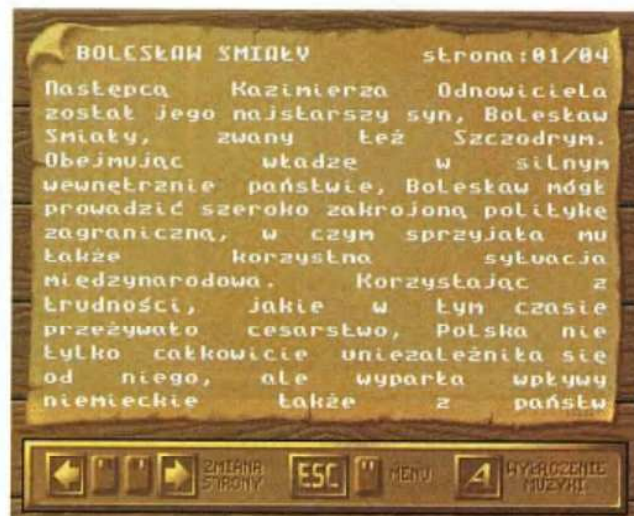 BOLESŁAW SMIAŁY strona:01/04
Następcą Kazimierza Odnowiciela
został jego najstarszy syn, Bolesław
Smiały, zwany też Szczodrym.
Obejmując władzę w silnym
wewnętrznie państwie, Bolesław mógł
prowadzić szeroko zakrojoną politykę
zagraniczną, w czym sprzyjała mu
także korzystna sytuacja
międzynarodowa. Korzystając z
trudności, jakie w tym czasie
przeżywało cesarstwo, Polska nie
tylko całkowicie uniezależniła się
od niego, ale wyparła wpływy
niemieckie także z państw
ZMIANA STRONY ESC MENU A WYŁĄCZENIE MUZYKI